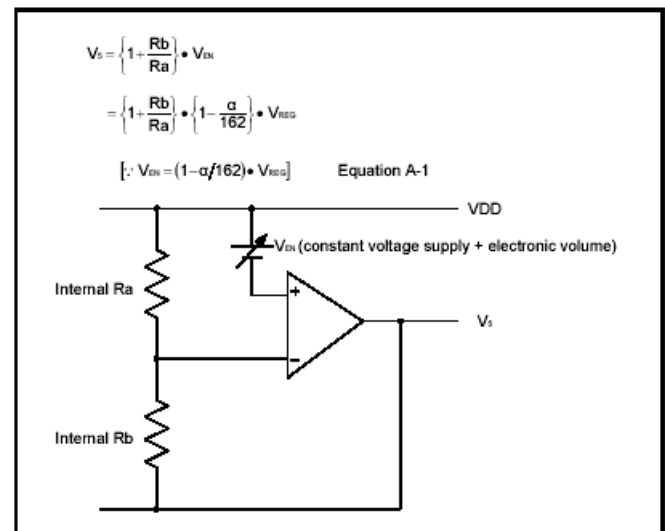 V₅ = {1+Rb/Ra} • VEN
= {1+Rb/Ra} • {1−α/162} • VREG
[∵ VEN = (1−α/162) • VREG] Equation A-1
VDD
VEN (constant voltage supply + electronic volume)
Internal Ra
+
V₅
−
Internal Rb